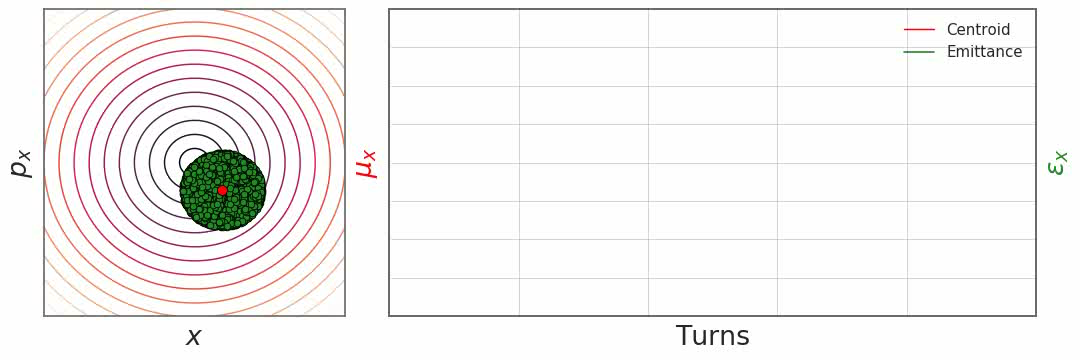 p_x
x
μ_x
Centroid
Emittance
Turns
ε_x